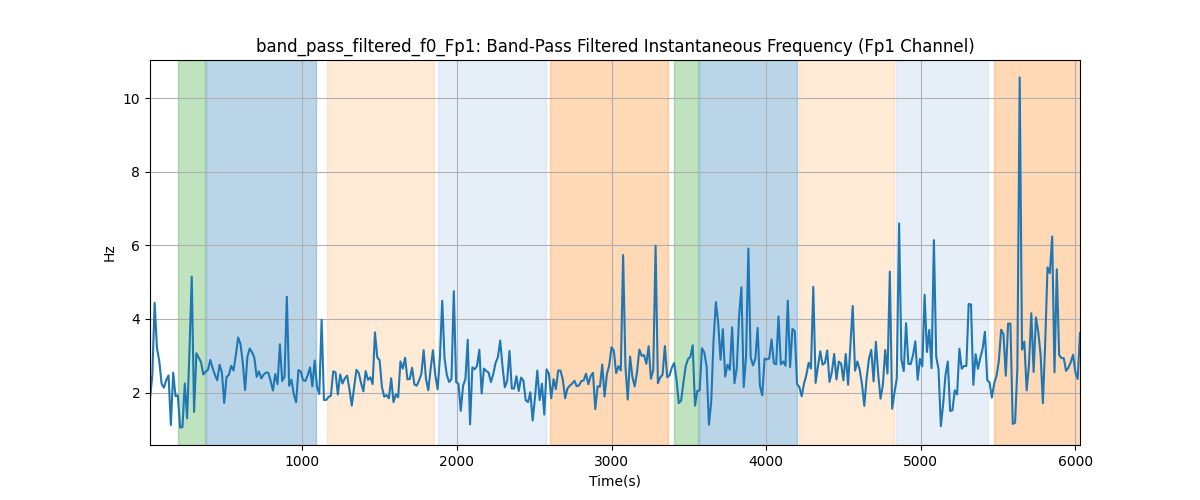 band_pass_filtered_f0_Fp1: Band-Pass Filtered Instantaneous Frequency (Fp1 Channel)
10
8
6
4
2
Hz
1000 2000 3000 4000 5000 6000
Time(s)